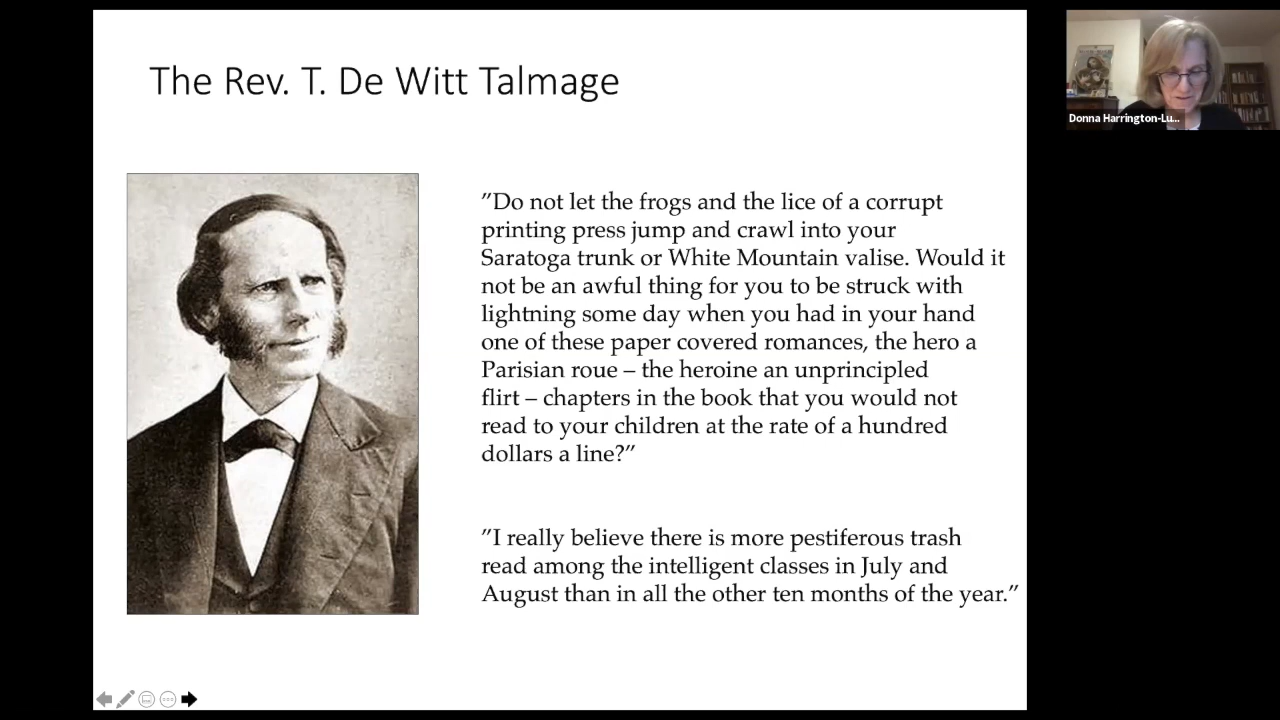 The Rev. T. De Witt Talmage
”Do not let the frogs and the lice of a corrupt
printing press jump and crawl into your
Saratoga trunk or White Mountain valise. Would it
not be an awful thing for you to be struck with
lightning some day when you had in your hand
one of these paper covered romances, the hero a
Parisian roue – the heroine an unprincipled
flirt – chapters in the book that you would not
read to your children at the rate of a hundred
dollars a line?”
”I really believe there is more pestiferous trash
read among the intelligent classes in July and
August than in all the other ten months of the year.”
Donna Harrington-Lu...